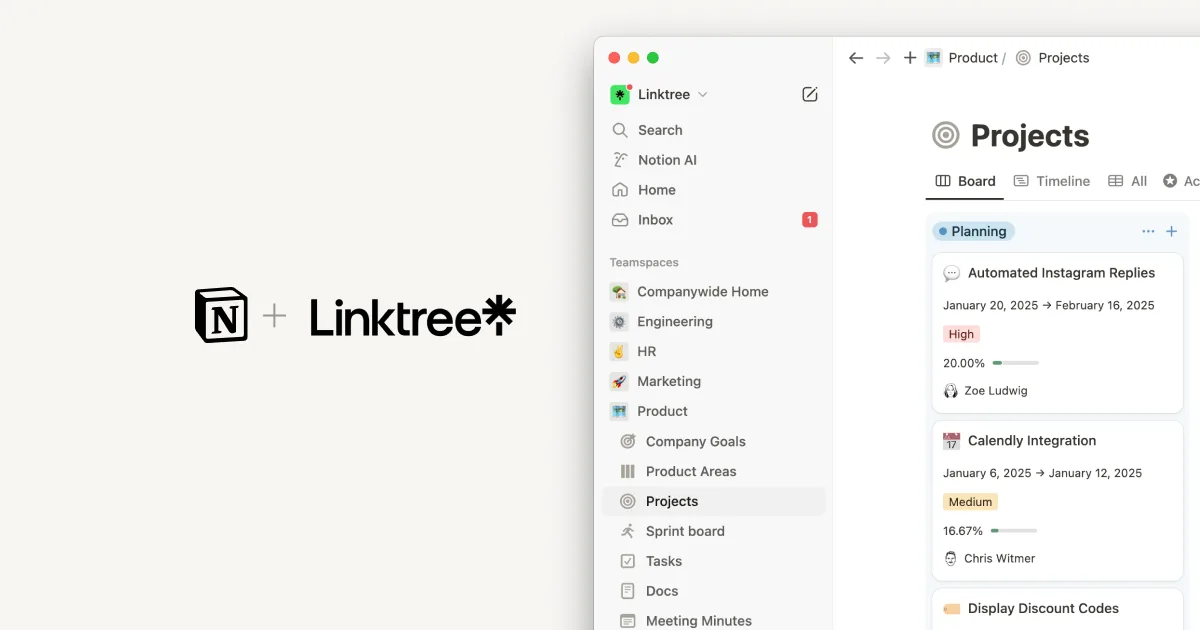 N + Linktree
Linktree
Search
Notion AI
Home
Inbox 1
Teamspaces
Companywide Home
Engineering
HR
Marketing
Product
Company Goals
Product Areas
Projects
Sprint board
Tasks
Docs
Meeting Minutes
Product / Projects
Projects
Board Timeline All Ac
Planning
Automated Instagram Replies
January 20, 2025 → February 16, 2025
High
20.00%
Zoe Ludwig
17 Calendly Integration
January 6, 2025 → January 12, 2025
Medium
16.67%
Chris Witmer
Display Discount Codes